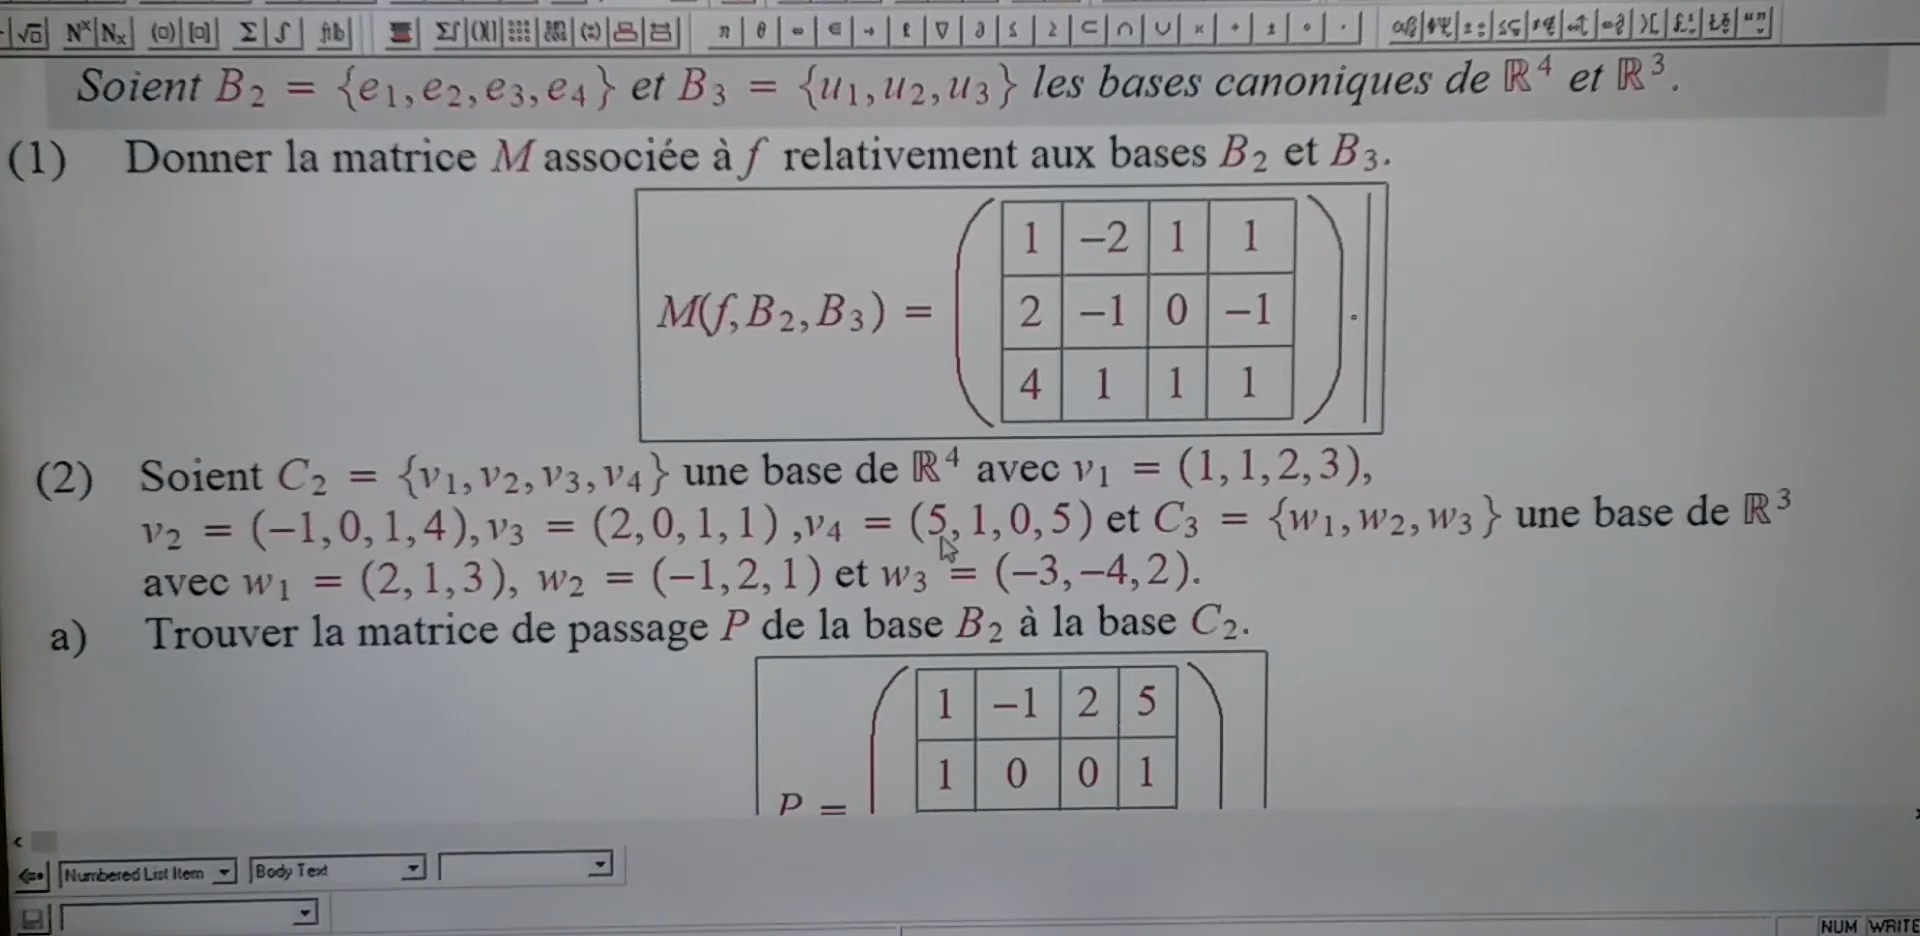 Soient B₂ = {e₁,e₂,e₃,e₄} et B₃ = {u₁,u₂,u₃} les bases canoniques de ℝ⁴ et ℝ³.
(1) Donner la matrice M associée à f relativement aux bases B₂ et B₃.
M(f,B₂,B₃) = ( 1 −2 1 1
2 −1 0 −1
4 1 1 1 ) .
(2) Soient C₂ = {v₁,v₂,v₃,v₄} une base de ℝ⁴ avec v₁ = (1,1,2,3),
v₂ = (−1,0,1,4),v₃ = (2,0,1,1) ,v₄ = (5,1,0,5) et C₃ = {w₁,w₂,w₃} une base de ℝ³
avec w₁ = (2,1,3), w₂ = (−1,2,1) et w₃ = (−3,−4,2).
a) Trouver la matrice de passage P de la base B₂ à la base C₂.
P = ( 1 −1 2 5
1 0 0 1 )
Numbered List Item Body Text
NUM WRITE